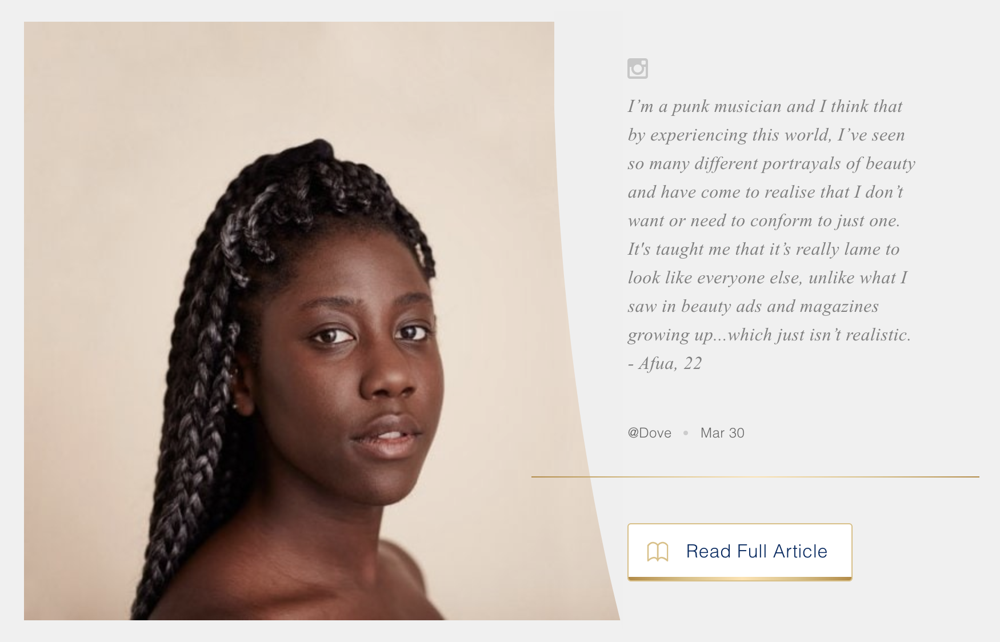 I’m a punk musician and I think that
by experiencing this world, I’ve seen
so many different portrayals of beauty
and have come to realise that I don’t
want or need to conform to just one.
It's taught me that it’s really lame to
look like everyone else, unlike what I
saw in beauty ads and magazines
growing up...which just isn’t realistic.
- Afua, 22
@Dove • Mar 30
Read Full Article